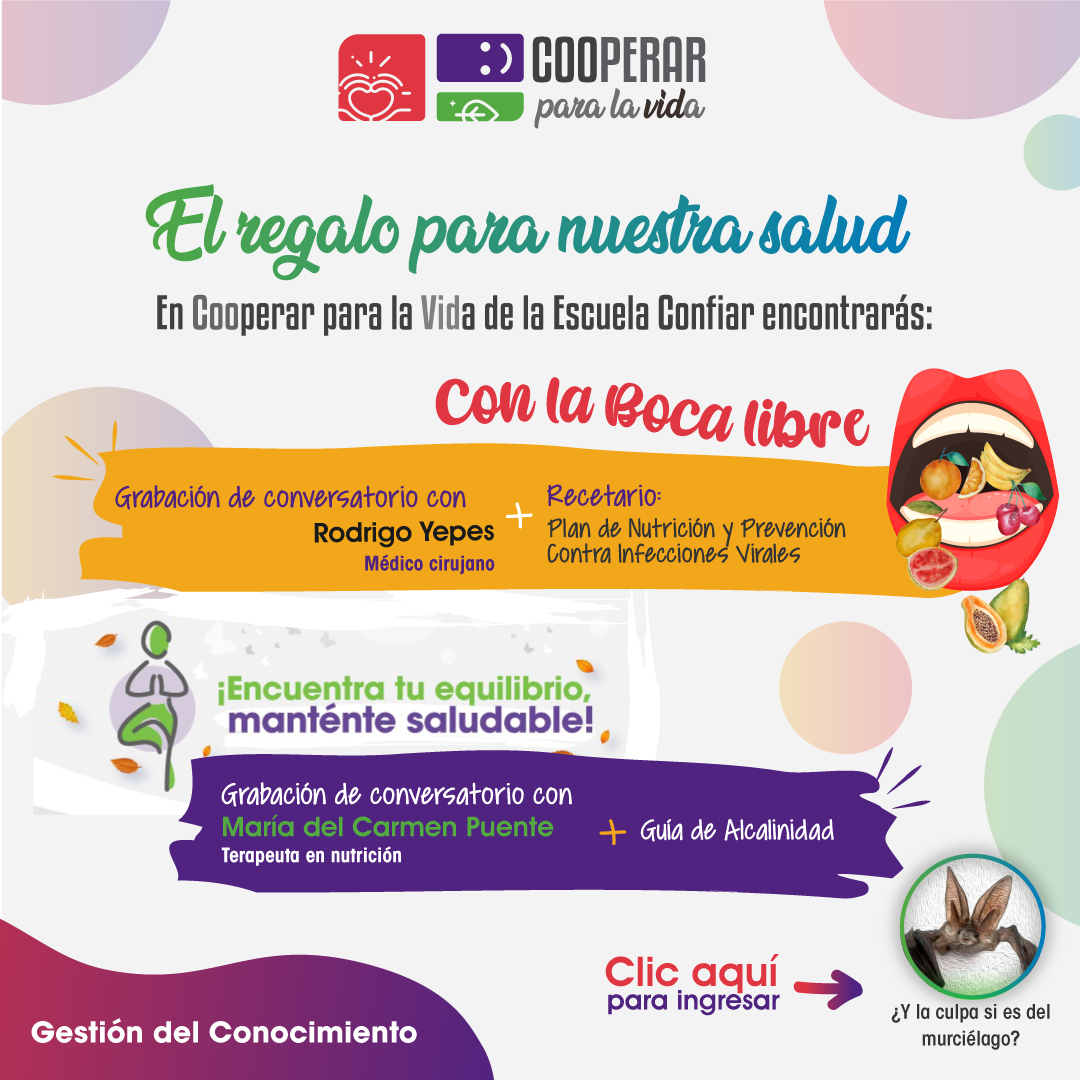 COOPERAR
para la vida
El regalo para nuestra salud
En Cooperar para la Vida de la Escuela Confiar encontrarás:
Con la Boca libre
Grabación de conversatorio con
Rodrigo Yepes
Médico cirujano
+
Recetario:
Plan de Nutrición y Prevención
Contra Infecciones Virales
¡Encuentra tu equilibrio,
manténte saludable!
Grabación de conversatorio con
María del Carmen Puente
Terapeuta en nutrición
+ Guía de Alcalinidad
Clic aquí
para ingresar
¿Y la culpa si es del
murciélago?
Gestión del Conocimiento